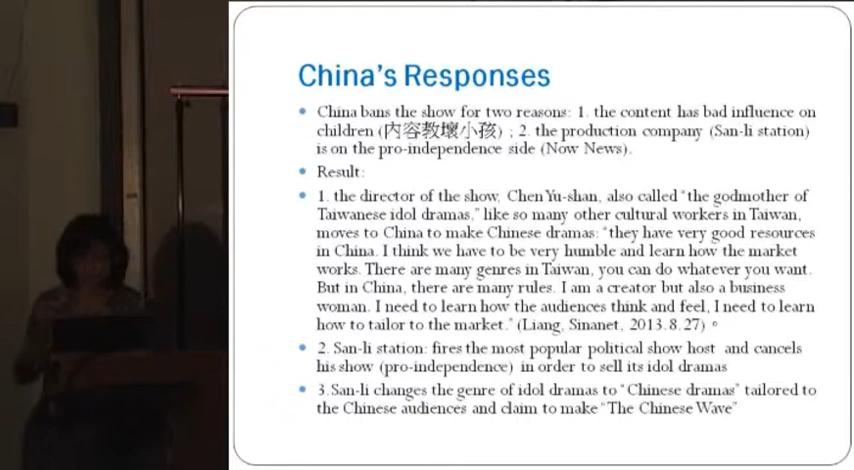 China's Responses
China bans the show for two reasons: 1. the content has bad influence on
children (內容教壞小孩) ; 2. the production company (San-li station)
is on the pro-independence side (Now News).
Result:
1. the director of the show, Chen Yu-shan, also called "the godmother of
Taiwanese idol dramas," like so many other cultural workers in Taiwan,
moves to China to make Chinese dramas: "they have very good resources
in China. I think we have to be very humble and learn how the market
works. There are many genres in Taiwan, you can do whatever you want.
But in China, there are many rules. I am a creator but also a business
woman. I need to learn how the audiences think and feel, I need to learn
how to tailor to the market." (Liang, Sinanet, 2013.8.27) 。
2. San-li station: fires the most popular political show host and cancels
his show (pro-independence) in order to sell its idol dramas
3.San-li changes the genre of idol dramas to "Chinese dramas" tailored to
the Chinese audiences and claim to make "The Chinese Wave"